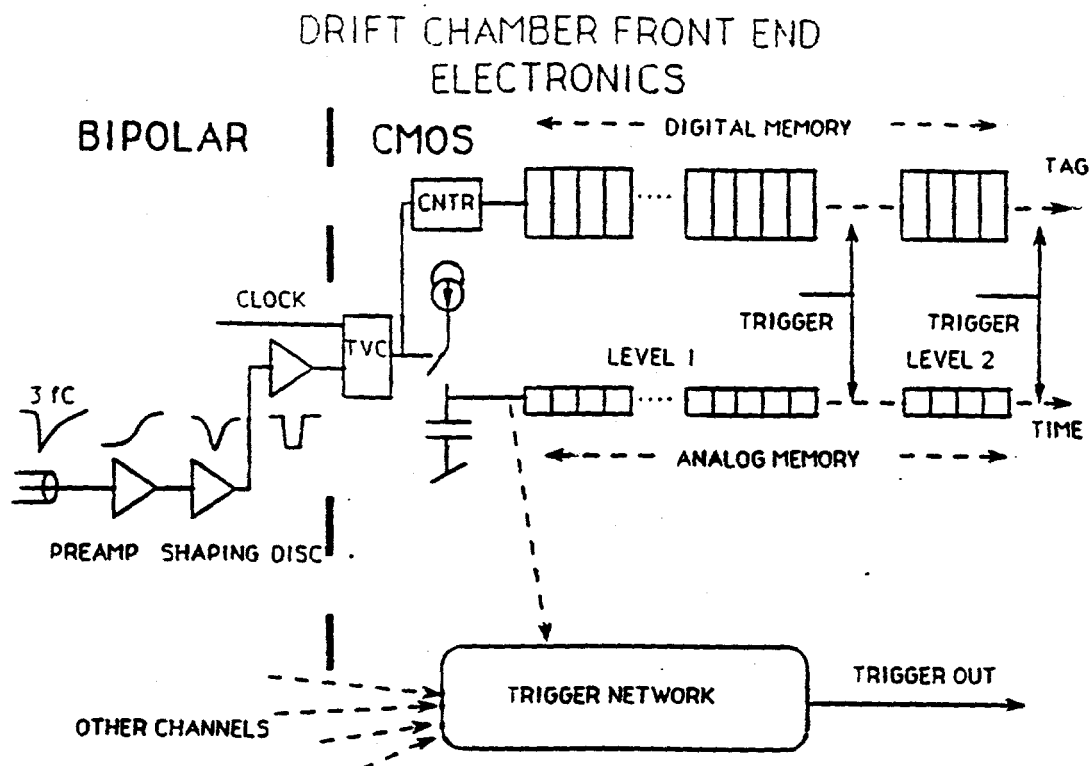 DRIFT CHAMBER FRONT END
ELECTRONICS
BIPOLAR
CMOS
DIGITAL MEMORY
TAG
CNTR
CLOCK
TVC
TRIGGER
TRIGGER
LEVEL 1
LEVEL 2
3 fC
TIME
ANALOG MEMORY
PREAMP SHAPING DISC
TRIGGER NETWORK
TRIGGER OUT
OTHER CHANNELS